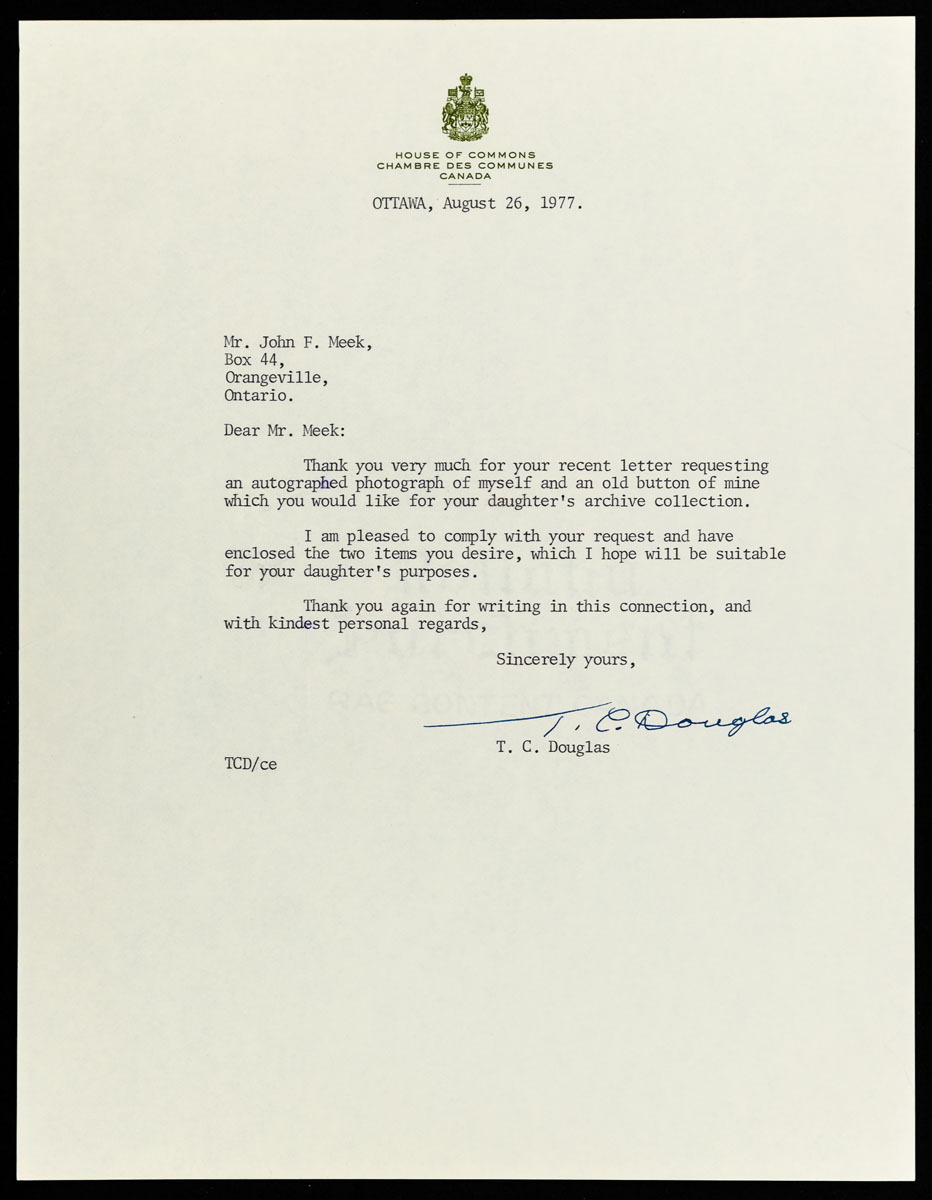 HOUSE OF COMMONS
CHAMBRE DES COMMUNES
CANADA
OTTAWA, August 26, 1977.
Mr. John F. Meek,
Box 44,
Orangeville,
Ontario.
Dear Mr. Meek:
Thank you very much for your recent letter requesting
an autographed photograph of myself and an old button of mine
which you would like for your daughter's archive collection.
I am pleased to comply with your request and have
enclosed the two items you desire, which I hope will be suitable
for your daughter's purposes.
Thank you again for writing in this connection, and
with kindest personal regards,
Sincerely yours,
T. C. Douglas
T. C. Douglas
TCD/ce